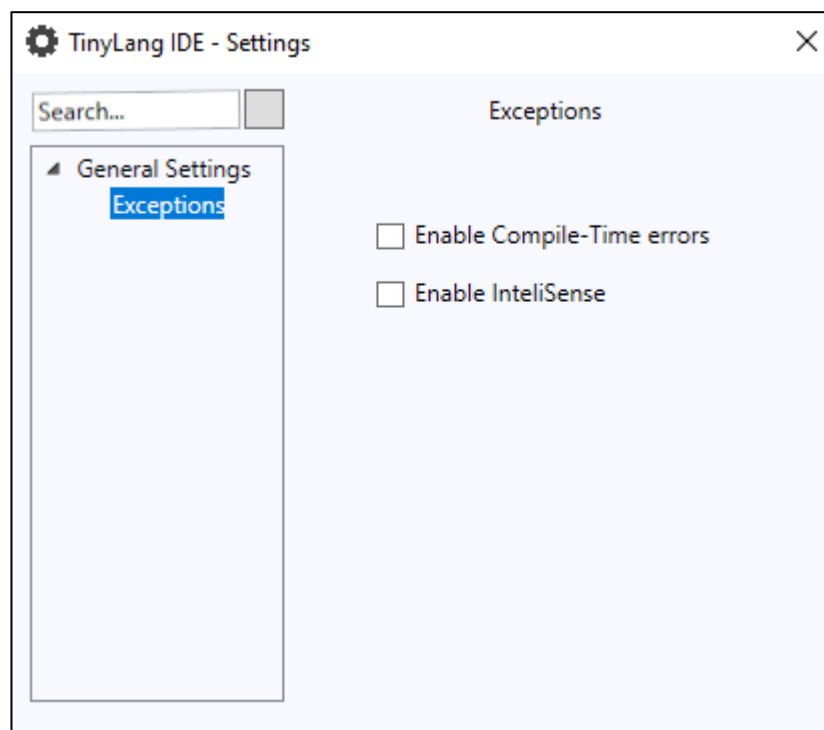 TinyLang IDE - Settings
Search...
Exceptions
General Settings
Exceptions
Enable Compile-Time errors
Enable InteliSense